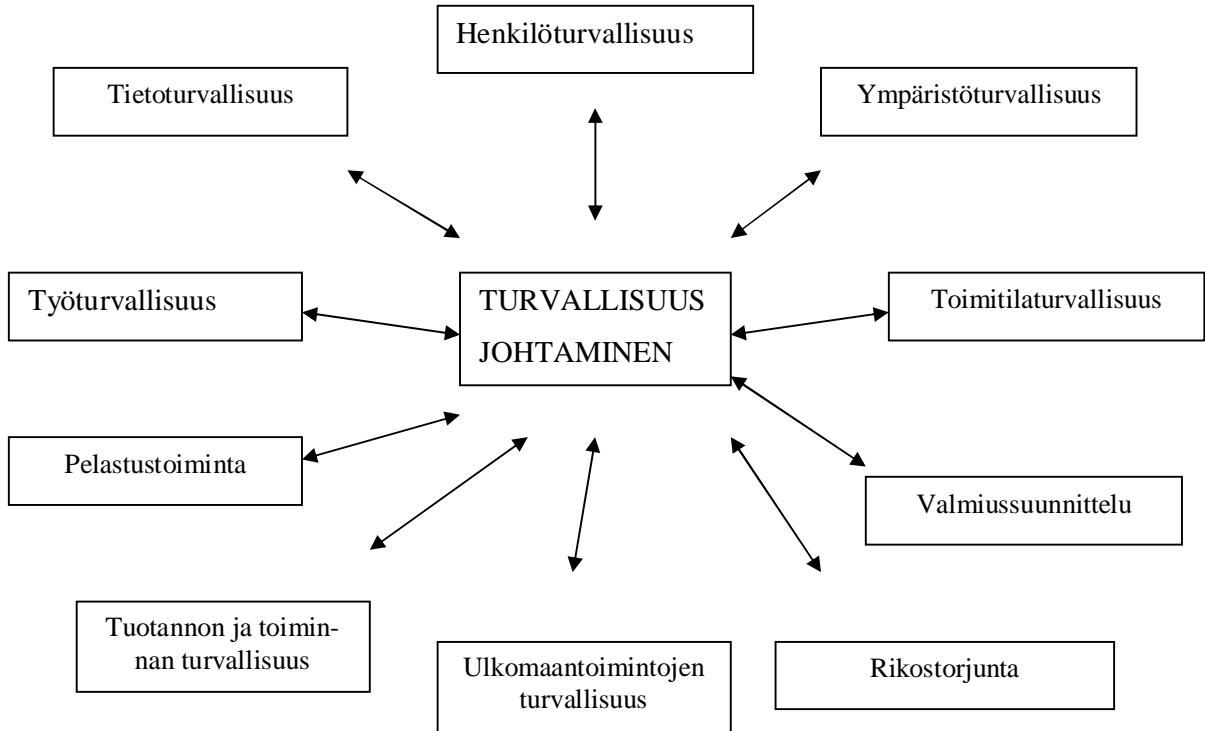 Henkilöturvallisuus
Tietoturvallisuus
Ympäristöturvallisuus
Työturvallisuus
TURVALLISUUS
JOHTAMINEN
Toimitilaturvallisuus
Pelastustoiminta
Valmiussuunnittelu
Tuotannon ja toimin-
nan turvallisuus
Ulkomaantoimintojen
turvallisuus
Rikostorjunta